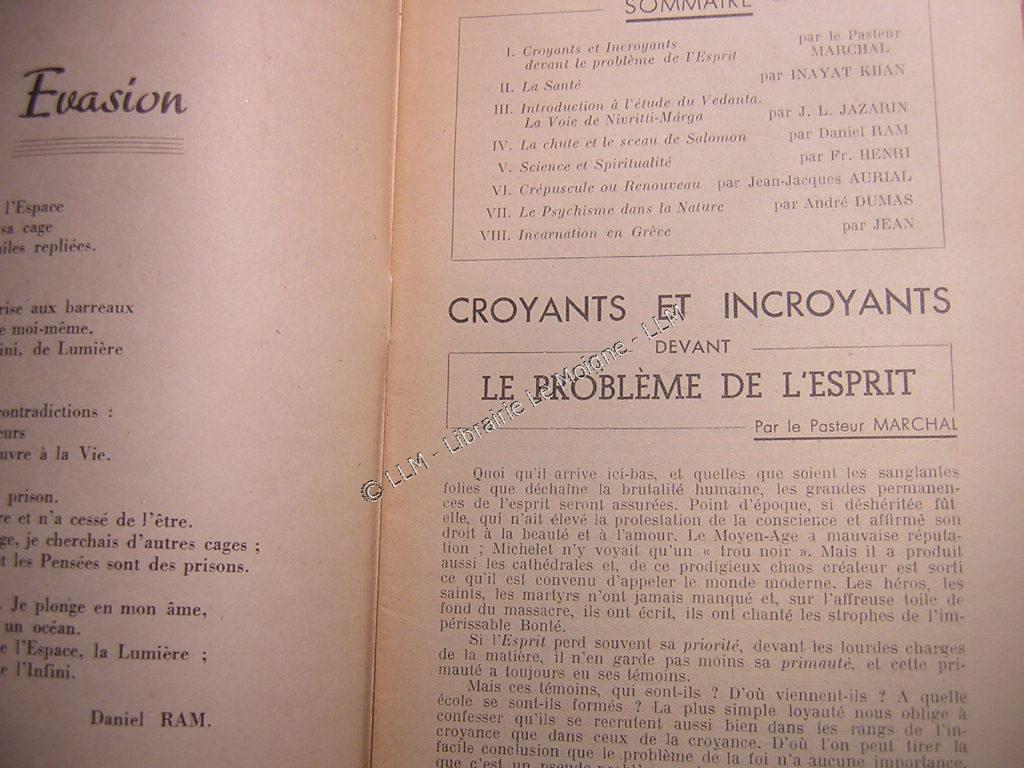 Evasion
l'Espace
sa cage
ailes repliées.
rise aux barreaux
e moi-même,
ini, de Lumière
contradictions :
eurs
uvre à la Vie.
prison.
re et n'a cessé de l'être.
ge, je cherchais d'autres cages ;
t les Pensées sont des prisons.
. Je plonge en mon âme,
un océan.
e l'Espace, la Lumière ;
e l'Infini.
Daniel RAM.
SOMMAIRE
I. Croyants et Incroyants
devant le problème de l'Esprit par le Pasteur MARCHAL
II. La Santé par INAYAT KHAN
III. Introduction à l'étude du Vedanta.
La Voie de Nivritti-Mârga par J. L. JAZARIN
IV. La chute et le sceau de Salomon par Daniel RAM
V. Science et Spiritualité par Fr. HENRI
VI. Crépuscule ou Renouveau par Jean-Jacques AURIAL
VII. Le Psychisme dans la Nature par André DUMAS
VIII. Incarnation en Grèce par JEAN
CROYANTS ET INCROYANTS
DEVANT
LE PROBLÈME DE L'ESPRIT
Par le Pasteur MARCHAL
Quoi qu'il arrive ici-bas, et quelles que soient les sanglantes
folies que déchaîne la brutalité humaine, les grandes permanen-
ces de l'esprit seront assurées. Point d'époque, si déshéritée fût
elle, qui n'ait élevé la protestation de la conscience et affirmé son
droit à la beauté et à l'amour. Le Moyen-Age a mauvaise réputa-
tion ; Michelet n'y voyait qu'un « trou noir ». Mais il a produit
aussi les cathédrales et, de ce prodigieux chaos créateur est sorti
ce qu'il est convenu d'appeler le monde moderne. Les héros, les
saints, les martyrs n'ont jamais manqué et, sur l'affreuse toile de
fond du massacre, ils ont écrit, ils ont chanté les strophes de l'im-
périssable Bonté.
Si l'Esprit perd souvent sa priorité, devant les lourdes charges
de la matière, il n'en garde pas moins sa primauté, et cette pri-
mauté a toujours eu ses témoins.
Mais ces témoins, qui sont-ils ? D'où viennent-ils ? A quelle
école se sont-ils formés ? La plus simple loyauté nous oblige à
confesser qu'ils se recrutent aussi bien dans les rangs de l'in-
croyance que dans ceux de la croyance. D'où l'on peut tirer la
facile conclusion que le problème de la foi n'a aucune importance,
que c'est un pseudo-problème
© LLM - Librairie Le Moigne - LLM